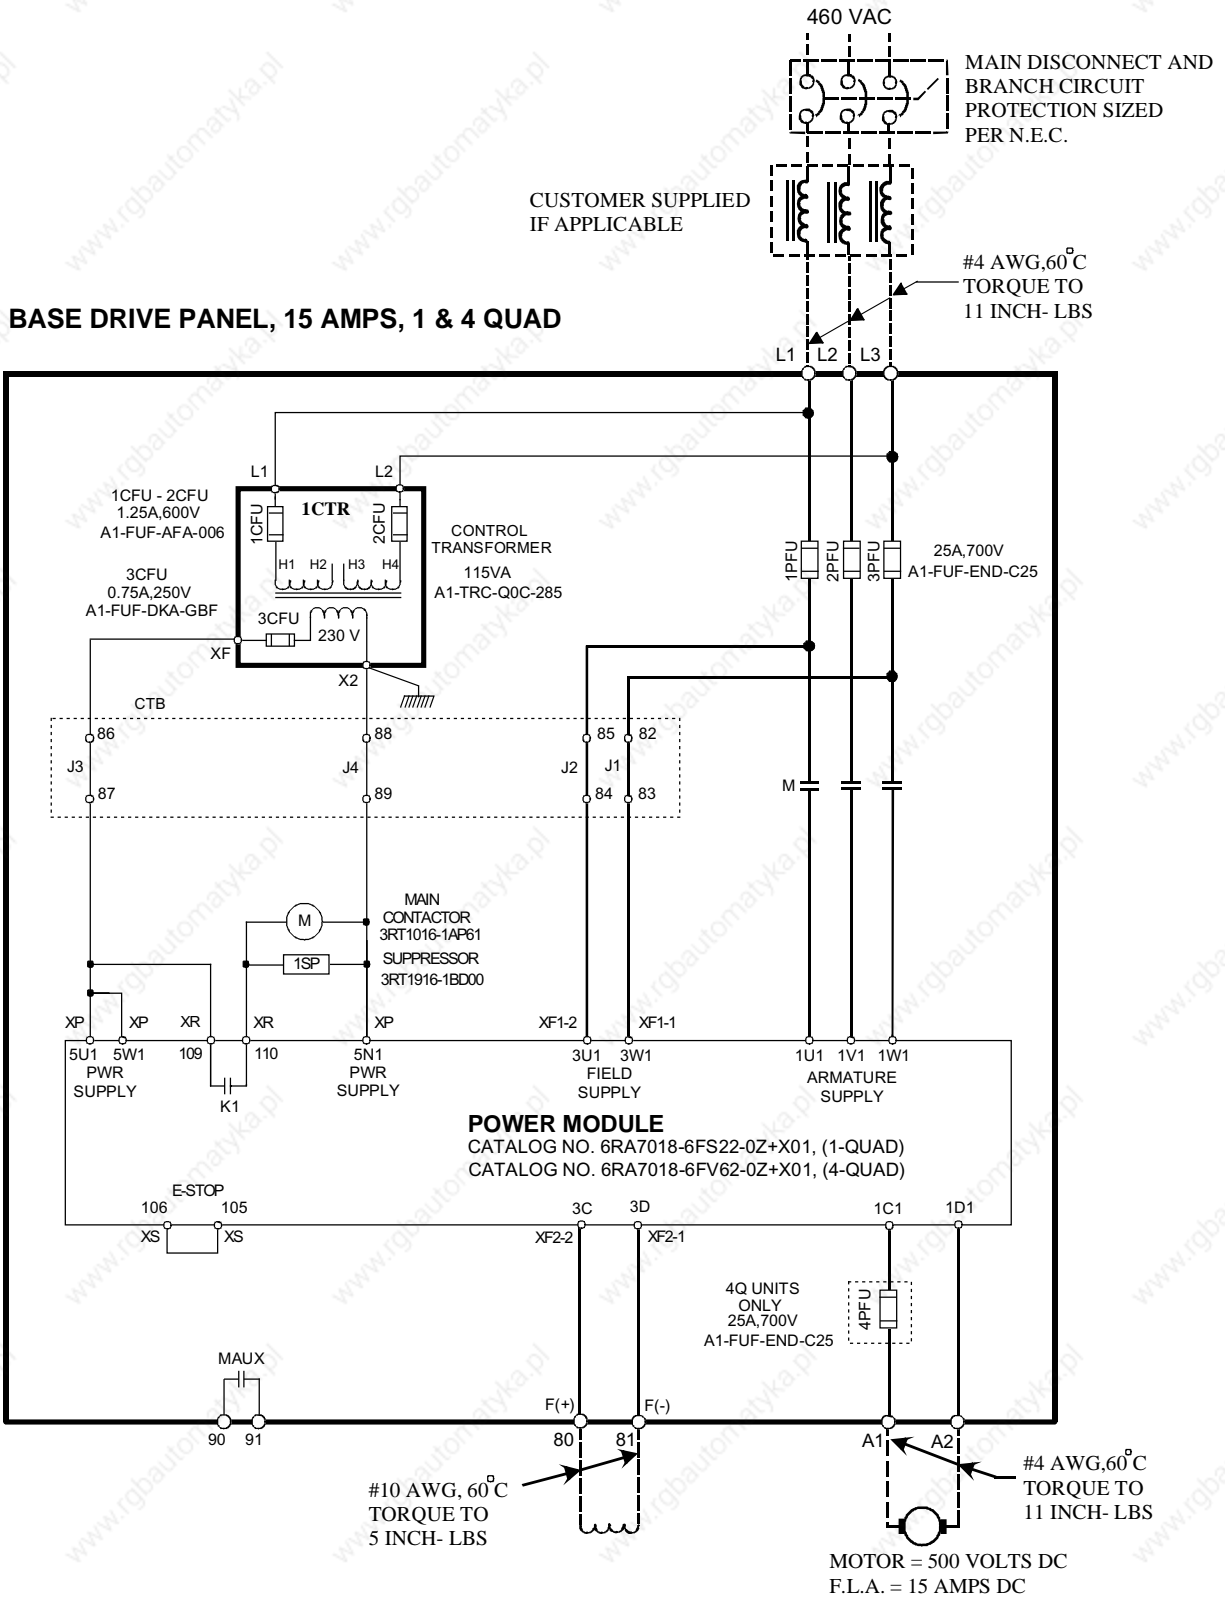 460 VAC
MAIN DISCONNECT AND
BRANCH CIRCUIT
PROTECTION SIZED
PER N.E.C.
CUSTOMER SUPPLIED
IF APPLICABLE
#4 AWG,60°C
TORQUE TO
11 INCH- LBS
BASE DRIVE PANEL, 15 AMPS, 1 & 4 QUAD
L1 L2 L3
L1 L2
1CFU - 2CFU
1.25A,600V
A1-FUF-AFA-006
1CTR
1CFU
2CFU
CONTROL
TRANSFORMER
115VA
A1-TRC-Q0C-285
H1 H2 H3 H4
3CFU
0.75A,250V
A1-FUF-DKA-GBF
3CFU
230 V
XF
X2
1PFU
2PFU
3PFU
25A,700V
A1-FUF-END-C25
CTB
86 88 85 82
J3 J4 J2 J1
87 89 84 83
M
M
MAIN
CONTACTOR
3RT1016-1AP61
1SP
SUPPRESSOR
3RT1916-1BD00
XP XP XR XR XP XF1-2 XF1-1
5U1 5W1 109 110 5N1 3U1 3W1 1U1 1V1 1W1
PWR
SUPPLY
K1
PWR
SUPPLY
FIELD
SUPPLY
ARMATURE
SUPPLY
POWER MODULE
CATALOG NO. 6RA7018-6FS22-0Z+X01, (1-QUAD)
CATALOG NO. 6RA7018-6FV62-0Z+X01, (4-QUAD)
E-STOP
106 105
XS XS
3C 3D 1C1 1D1
XF2-2 XF2-1
4Q UNITS
ONLY
25A,700V
A1-FUF-END-C25
4PFU
MAUX
90 91
F(+) F(-)
80 81
A1 A2
#10 AWG, 60°C
TORQUE TO
5 INCH- LBS
#4 AWG,60°C
TORQUE TO
11 INCH- LBS
MOTOR = 500 VOLTS DC
F.L.A. = 15 AMPS DC
www.rgbautomatyka.pl